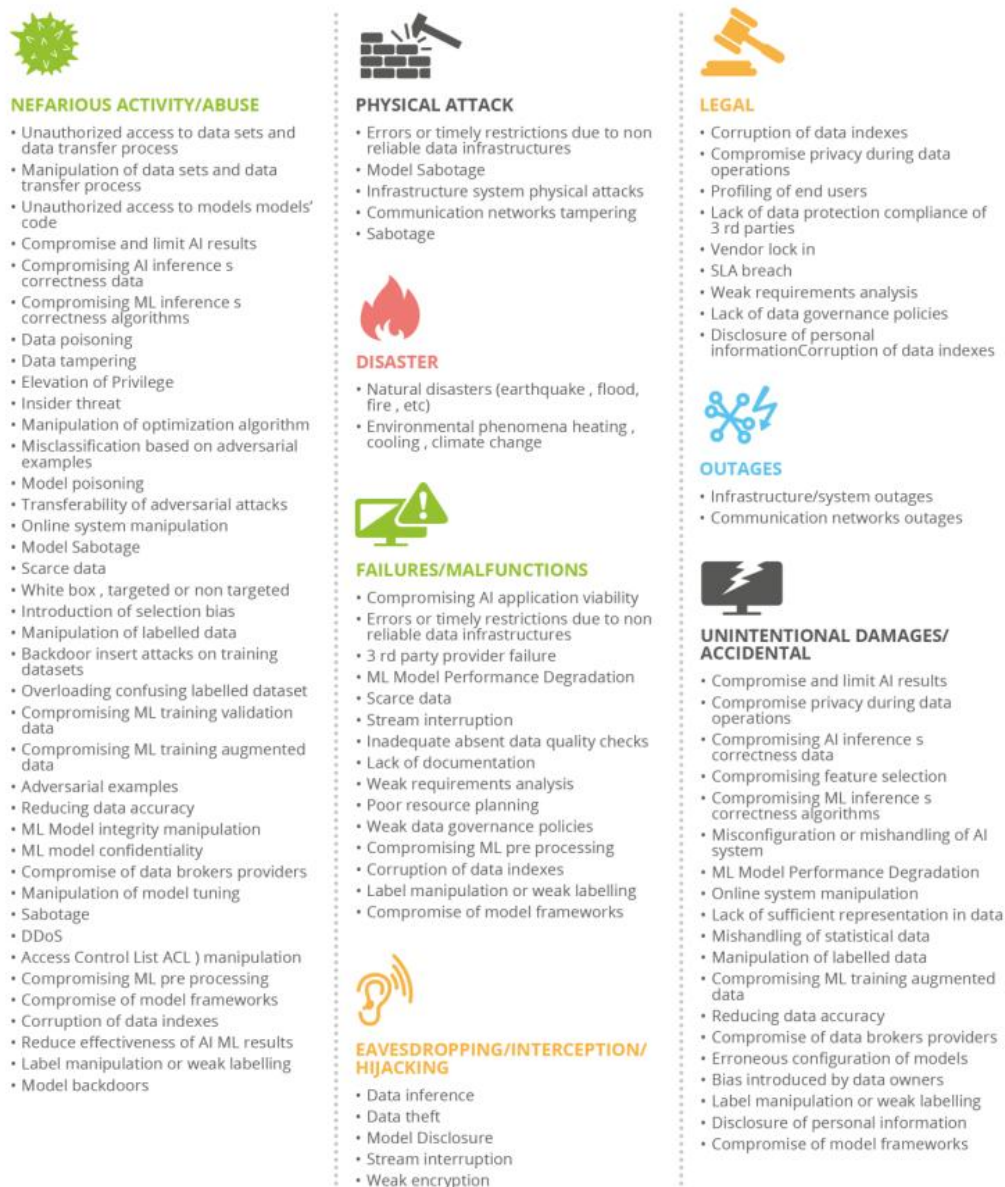 NEFARIOUS ACTIVITY/ABUSE
• Unauthorized access to data sets and
data transfer process
• Manipulation of data sets and data
transfer process
• Unauthorized access to models models’
code
• Compromise and limit AI results
• Compromising AI inference s
correctness data
• Compromising ML inference s
correctness algorithms
• Data poisoning
• Data tampering
• Elevation of Privilege
• Insider threat
• Manipulation of optimization algorithm
• Misclassification based on adversarial
examples
• Model poisoning
• Transferability of adversarial attacks
• Online system manipulation
• Model Sabotage
• Scarce data
• White box , targeted or non targeted
• Introduction of selection bias
• Manipulation of labelled data
• Backdoor insert attacks on training
datasets
• Overloading confusing labelled dataset
• Compromising ML training validation
data
• Compromising ML training augmented
data
• Adversarial examples
• Reducing data accuracy
• ML Model integrity manipulation
• ML model confidentiality
• Compromise of data brokers providers
• Manipulation of model tuning
• Sabotage
• DDoS
• Access Control List ACL ) manipulation
• Compromising ML pre processing
• Compromise of model frameworks
• Corruption of data indexes
• Reduce effectiveness of AI ML results
• Label manipulation or weak labelling
• Model backdoors
PHYSICAL ATTACK
• Errors or timely restrictions due to non
reliable data infrastructures
• Model Sabotage
• Infrastructure system physical attacks
• Communication networks tampering
• Sabotage
DISASTER
• Natural disasters (earthquake , flood,
fire , etc)
• Environmental phenomena heating ,
cooling , climate change
FAILURES/MALFUNCTIONS
• Compromising AI application viability
• Errors or timely restrictions due to non
reliable data infrastructures
• 3 rd party provider failure
• ML Model Performance Degradation
• Scarce data
• Stream interruption
• Inadequate absent data quality checks
• Lack of documentation
• Weak requirements analysis
• Poor resource planning
• Weak data governance policies
• Compromising ML pre processing
• Corruption of data indexes
• Label manipulation or weak labelling
• Compromise of model frameworks
EAVESDROPPING/INTERCEPTION/
HIJACKING
• Data inference
• Data theft
• Model Disclosure
• Stream interruption
• Weak encryption
LEGAL
• Corruption of data indexes
• Compromise privacy during data
operations
• Profiling of end users
• Lack of data protection compliance of
3 rd parties
• Vendor lock in
• SLA breach
• Weak requirements analysis
• Lack of data governance policies
• Disclosure of personal
informationCorruption of data indexes
OUTAGES
• Infrastructure/system outages
• Communication networks outages
UNINTENTIONAL DAMAGES/
ACCIDENTAL
• Compromise and limit AI results
• Compromise privacy during data
operations
• Compromising AI inference s
correctness data
• Compromising feature selection
• Compromising ML inference s
correctness algorithms
• Misconfiguration or mishandling of AI
system
• ML Model Performance Degradation
• Online system manipulation
• Lack of sufficient representation in data
• Mishandling of statistical data
• Manipulation of labelled data
• Compromising ML training augmented
data
• Reducing data accuracy
• Compromise of data brokers providers
• Erroneous configuration of models
• Bias introduced by data owners
• Label manipulation or weak labelling
• Disclosure of personal information
• Compromise of model frameworks